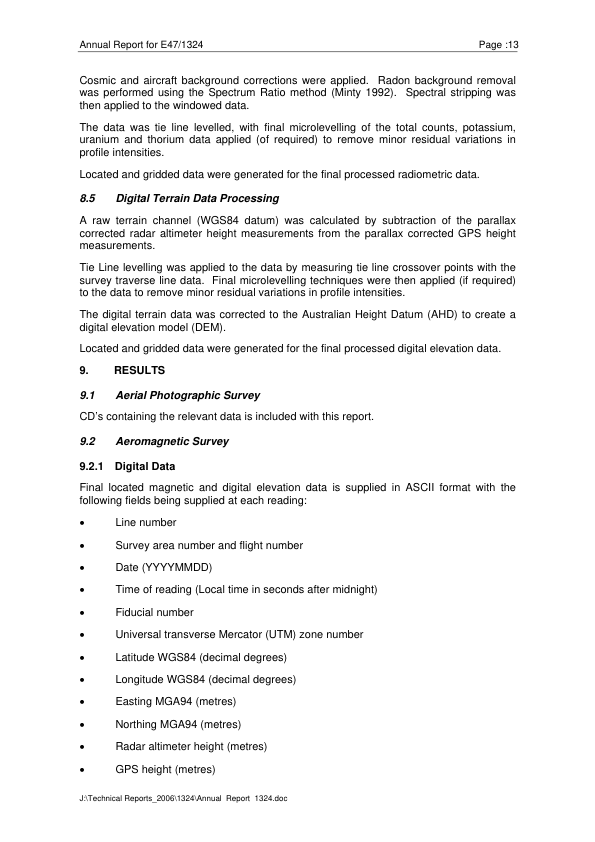 Annual Report for E47/1324 Page :13
Cosmic and aircraft background corrections were applied. Radon background removal
was performed using the Spectrum Ratio method (Minty 1992). Spectral stripping was
then applied to the windowed data.
The data was tie line levelled, with final microlevelling of the total counts, potassium,
uranium and thorium data applied (of required) to remove minor residual variations in
profile intensities.
Located and gridded data were generated for the final processed radiometric data.
8.5 Digital Terrain Data Processing
A raw terrain channel (WGS84 datum) was calculated by subtraction of the parallax
corrected radar altimeter height measurements from the parallax corrected GPS height
measurements.
Tie Line levelling was applied to the data by measuring tie line crossover points with the
survey traverse line data. Final microlevelling techniques were then applied (if required)
to the data to remove minor residual variations in profile intensities.
The digital terrain data was corrected to the Australian Height Datum (AHD) to create a
digital elevation model (DEM).
Located and gridded data were generated for the final processed digital elevation data.
9. RESULTS
9.1 Aerial Photographic Survey
CD's containing the relevant data is included with this report.
9.2 Aeromagnetic Survey
9.2.1 Digital Data
Final located magnetic and digital elevation data is supplied in ASCII format with the
following fields being supplied at each reading:
• Line number
• Survey area number and flight number
• Date (YYYYMMDD)
• Time of reading (Local time in seconds after midnight)
• Fiducial number
• Universal transverse Mercator (UTM) zone number
• Latitude WGS84 (decimal degrees)
• Longitude WGS84 (decimal degrees)
• Easting MGA94 (metres)
• Northing MGA94 (metres)
• Radar altimeter height (metres)
• GPS height (metres)
J:\Technical Reports_2006\1324\Annual Report 1324.doc